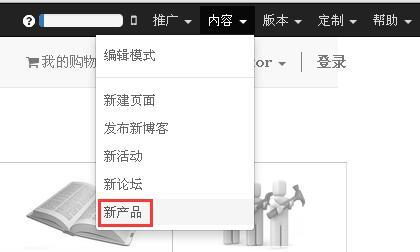 推广 内容 版本 定制 帮助
我的购物 tor 登录
编辑模式
新建页面
发布新博客
新活动
新论坛
新产品